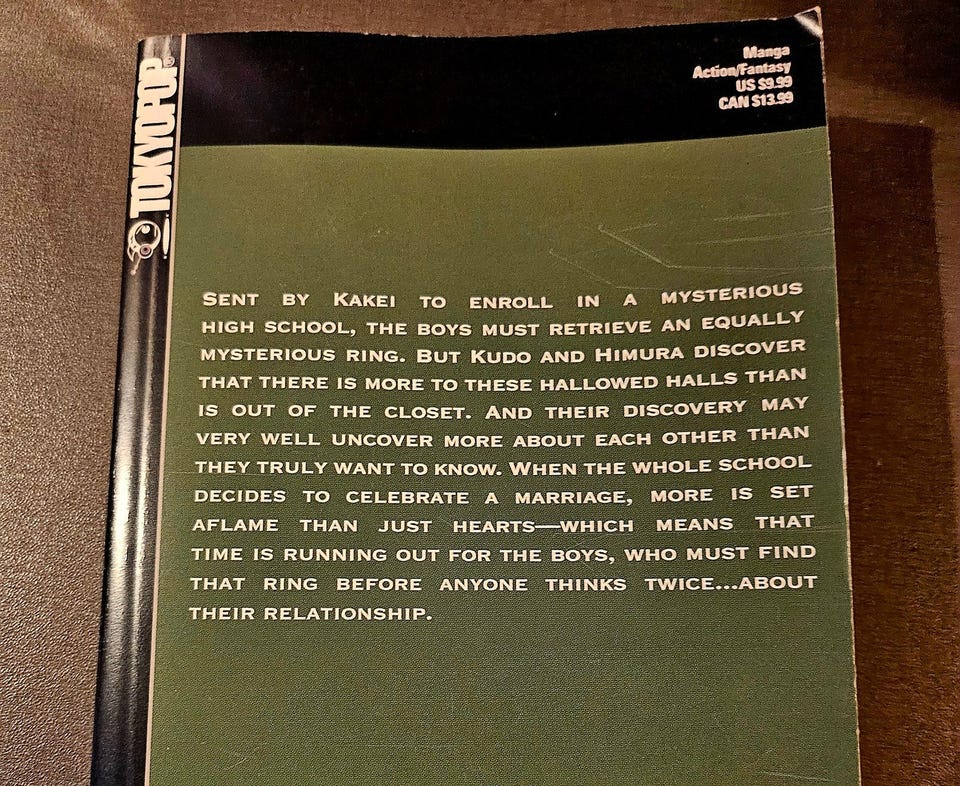 TOKYOPOP®
Manga
Action/Fantasy
US $9.99
CAN $13.99
SENT BY KAKEI TO ENROLL IN A MYSTERIOUS
HIGH SCHOOL, THE BOYS MUST RETRIEVE AN EQUALLY
MYSTERIOUS RING. BUT KUDO AND HIMURA DISCOVER
THAT THERE IS MORE TO THESE HALLOWED HALLS THAN
IS OUT OF THE CLOSET. AND THEIR DISCOVERY MAY
VERY WELL UNCOVER MORE ABOUT EACH OTHER THAN
THEY TRULY WANT TO KNOW. WHEN THE WHOLE SCHOOL
DECIDES TO CELEBRATE A MARRIAGE, MORE IS SET
AFLAME THAN JUST HEARTS—WHICH MEANS THAT
TIME IS RUNNING OUT FOR THE BOYS, WHO MUST FIND
THAT RING BEFORE ANYONE THINKS TWICE...ABOUT
THEIR RELATIONSHIP.